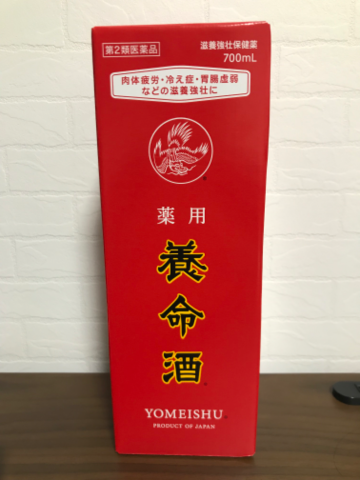 第2類医薬品
滋養強壮保健薬
700mL
肉体疲労・冷え症・胃腸虚弱
などの滋養強壮に
薬用
養命酒
YOMEISHU®
PRODUCT OF JAPAN